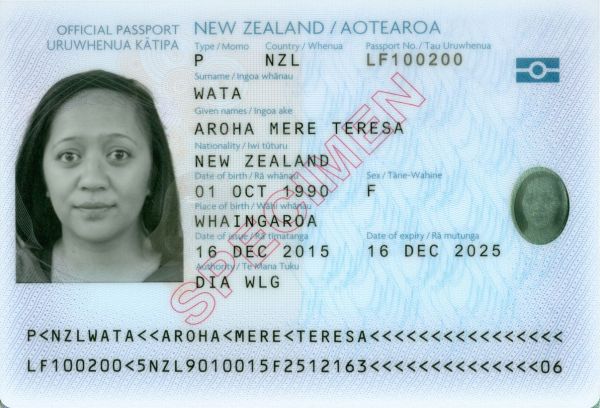 OFFICIAL PASSPORT
URUWHENUA KĀTIPA
NEW ZEALAND / AOTEAROA
Type / Momo Country / Whenua Passport No. / Tau Uruwhenua
P NZL LF100200
Surname / Ingoa whānau
WATA
Given names / Ingoa ake
AROHA MERE TERESA
Nationality / Iwi tūturu
NEW ZEALAND
Date of birth / Rā whānau Sex / Tāne-Wahine
01 OCT 1990 F
Place of birth / Wāhi whānau
WHAINGAROA
Date of issue / Rā tīmatanga Date of expiry / Rā mutunga
16 DEC 2015 16 DEC 2025
Authority / Te Mana Tuku
DIA WLG
SPECIMEN
P<NZLWATA<<AROHA<MERE<TERESA<<<<<<<<<<<<<<<<
LF100200<5NZL9010015F2512163<<<<<<<<<<<<<<06